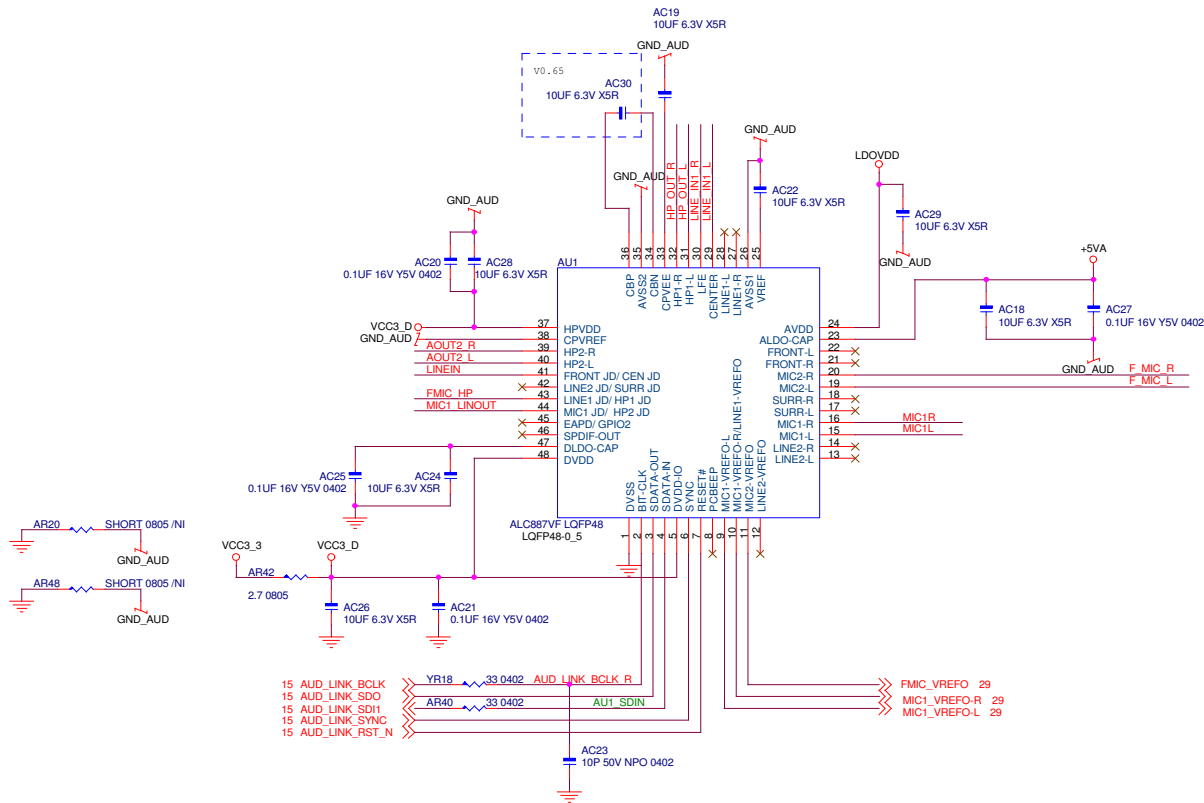 AC19
10UF 6.3V X5R
GND_AUD
V0.65
AC30
10UF 6.3V X5R
GND_AUD
HP_OUT_R
HP_OUT_L
LINE_IN1_R
LINE_IN1_L
GND_AUD
AC22
10UF 6.3V X5R
LDOVDD
AC29
10UF 6.3V X5R
GND_AUD
+5VA
AC18
10UF 6.3V X5R
AC27
0.1UF 16V Y5V 0402
GND_AUD
GND_AUD
AC20
0.1UF 16V Y5V 0402
AC28
10UF 6.3V X5R
AU1
36 CBP
35 AVSS2
34 CBN
33 CPVEE
32 HP1-R
31 HP1-L
30 LFE
29 CENTER
28 LINE1-L
27 LINE1-R
26 AVSS1
25 VREF
VCC3_D
GND_AUD
AOUT2_R
AOUT2_L
LINEIN
FMIC_HP
MIC1_LINOUT
37 HPVDD
38 CPVREF
39 HP2-R
40 HP2-L
41 FRONT JD/ CEN JD
42 LINE2 JD/ SURR JD
43 LINE1 JD/ HP1 JD
44 MIC1 JD/ HP2 JD
45 EAPD/ GPIO2
46 SPDIF-OUT
47 DLDO-CAP
48 DVDD
AVDD 24
ALDO-CAP 23
FRONT-L 22
FRONT-R 21
MIC2-R 20
MIC2-L 19
SURR-R 18
SURR-L 17
MIC1-R 16
MIC1-L 15
LINE2-R 14
LINE2-L 13
F_MIC_R
F_MIC_L
MIC1R
MIC1L
DVSS 1
BIT-CLK 2
SDATA-OUT 3
SDATA-IN 4
DVDD-IO 5
SYNC 6
RESET# 7
PCBEEP 8
MIC1-VREFO-L 9
MIC1-VREFO-R/LINE1-VREFO 10
MIC2-VREFO 11
LINE2-VREFO 12
ALC887VF LQFP48
LQFP48-0_5
AC25
0.1UF 16V Y5V 0402
AC24
10UF 6.3V X5R
AR20
SHORT 0805 /NI
GND_AUD
AR48
SHORT 0805 /NI
GND_AUD
VCC3_3
AR42
2.7 0805
VCC3_D
AC26
10UF 6.3V X5R
AC21
0.1UF 16V Y5V 0402
15 AUD_LINK_BCLK
YR18
33 0402
AUD_LINK_BCLK_R
15 AUD_LINK_SDO
15 AUD_LINK_SDI1
AR40
33 0402
AU1_SDIN
15 AUD_LINK_SYNC
15 AUD_LINK_RST_N
AC23
10P 50V NPO 0402
FMIC_VREFO 29
MIC1_VREFO-R 29
MIC1_VREFO-L 29